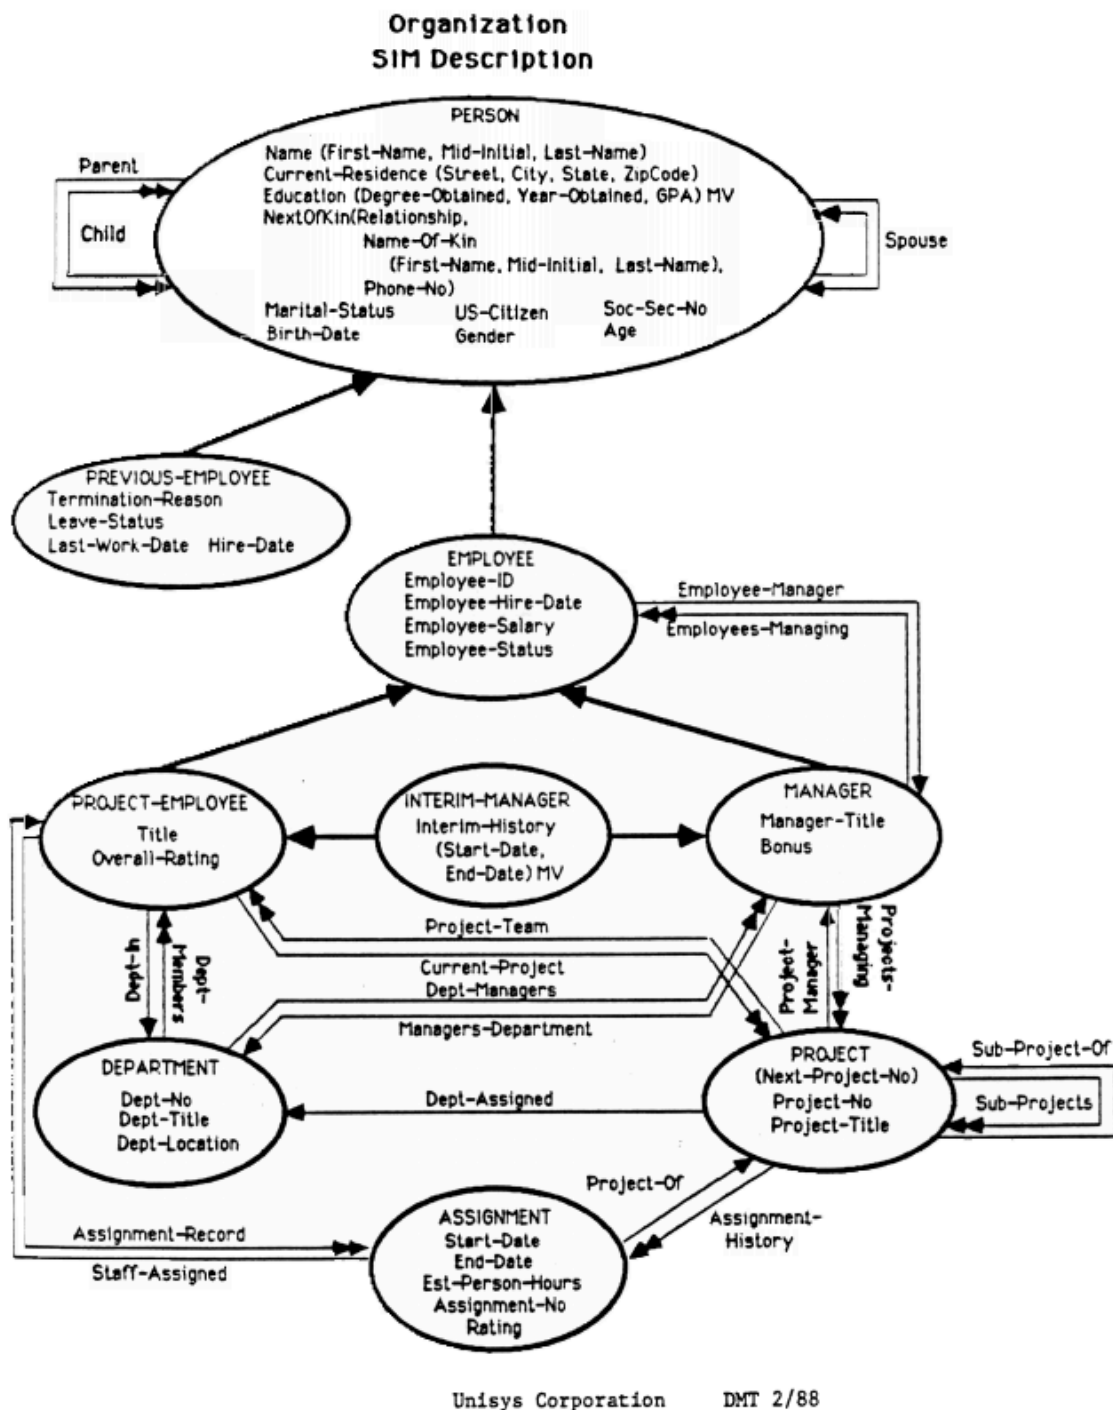 Organization
SIM Description
PERSON
Name (First-Name, Mid-Initial, Last-Name)
Current-Residence (Street, City, State, ZipCode)
Education (Degree-Obtained, Year-Obtained, GPA) MV
NextOfKin(Relationship,
Name-Of-Kin
(First-Name, Mid-Initial, Last-Name),
Phone-No)
Marital-Status US-Citizen Soc-Sec-No
Birth-Date Gender Age
Parent
Child
Spouse
PREVIOUS-EMPLOYEE
Termination-Reason
Leave-Status
Last-Work-Date Hire-Date
EMPLOYEE
Employee-ID
Employee-Hire-Date
Employee-Salary
Employee-Status
Employee-Manager
Employees-Managing
PROJECT-EMPLOYEE
Title
Overall-Rating
INTERIM-MANAGER
Interim-History
(Start-Date,
End-Date) MV
MANAGER
Manager-Title
Bonus
Dept-In
Dept-
Members
Project-Team
Current-Project
Dept-Managers
Managers-Department
Project-
Manager
Projects-
Managing
DEPARTMENT
Dept-No
Dept-Title
Dept-Location
Dept-Assigned
PROJECT
(Next-Project-No)
Project-No
Project-Title
Sub-Project-Of
Sub-Projects
Project-Of
Assignment-
History
Assignment-Record
Staff-Assigned
ASSIGNMENT
Start-Date
End-Date
Est-Person-Hours
Assignment-No
Rating
Unisys Corporation DMT 2/88